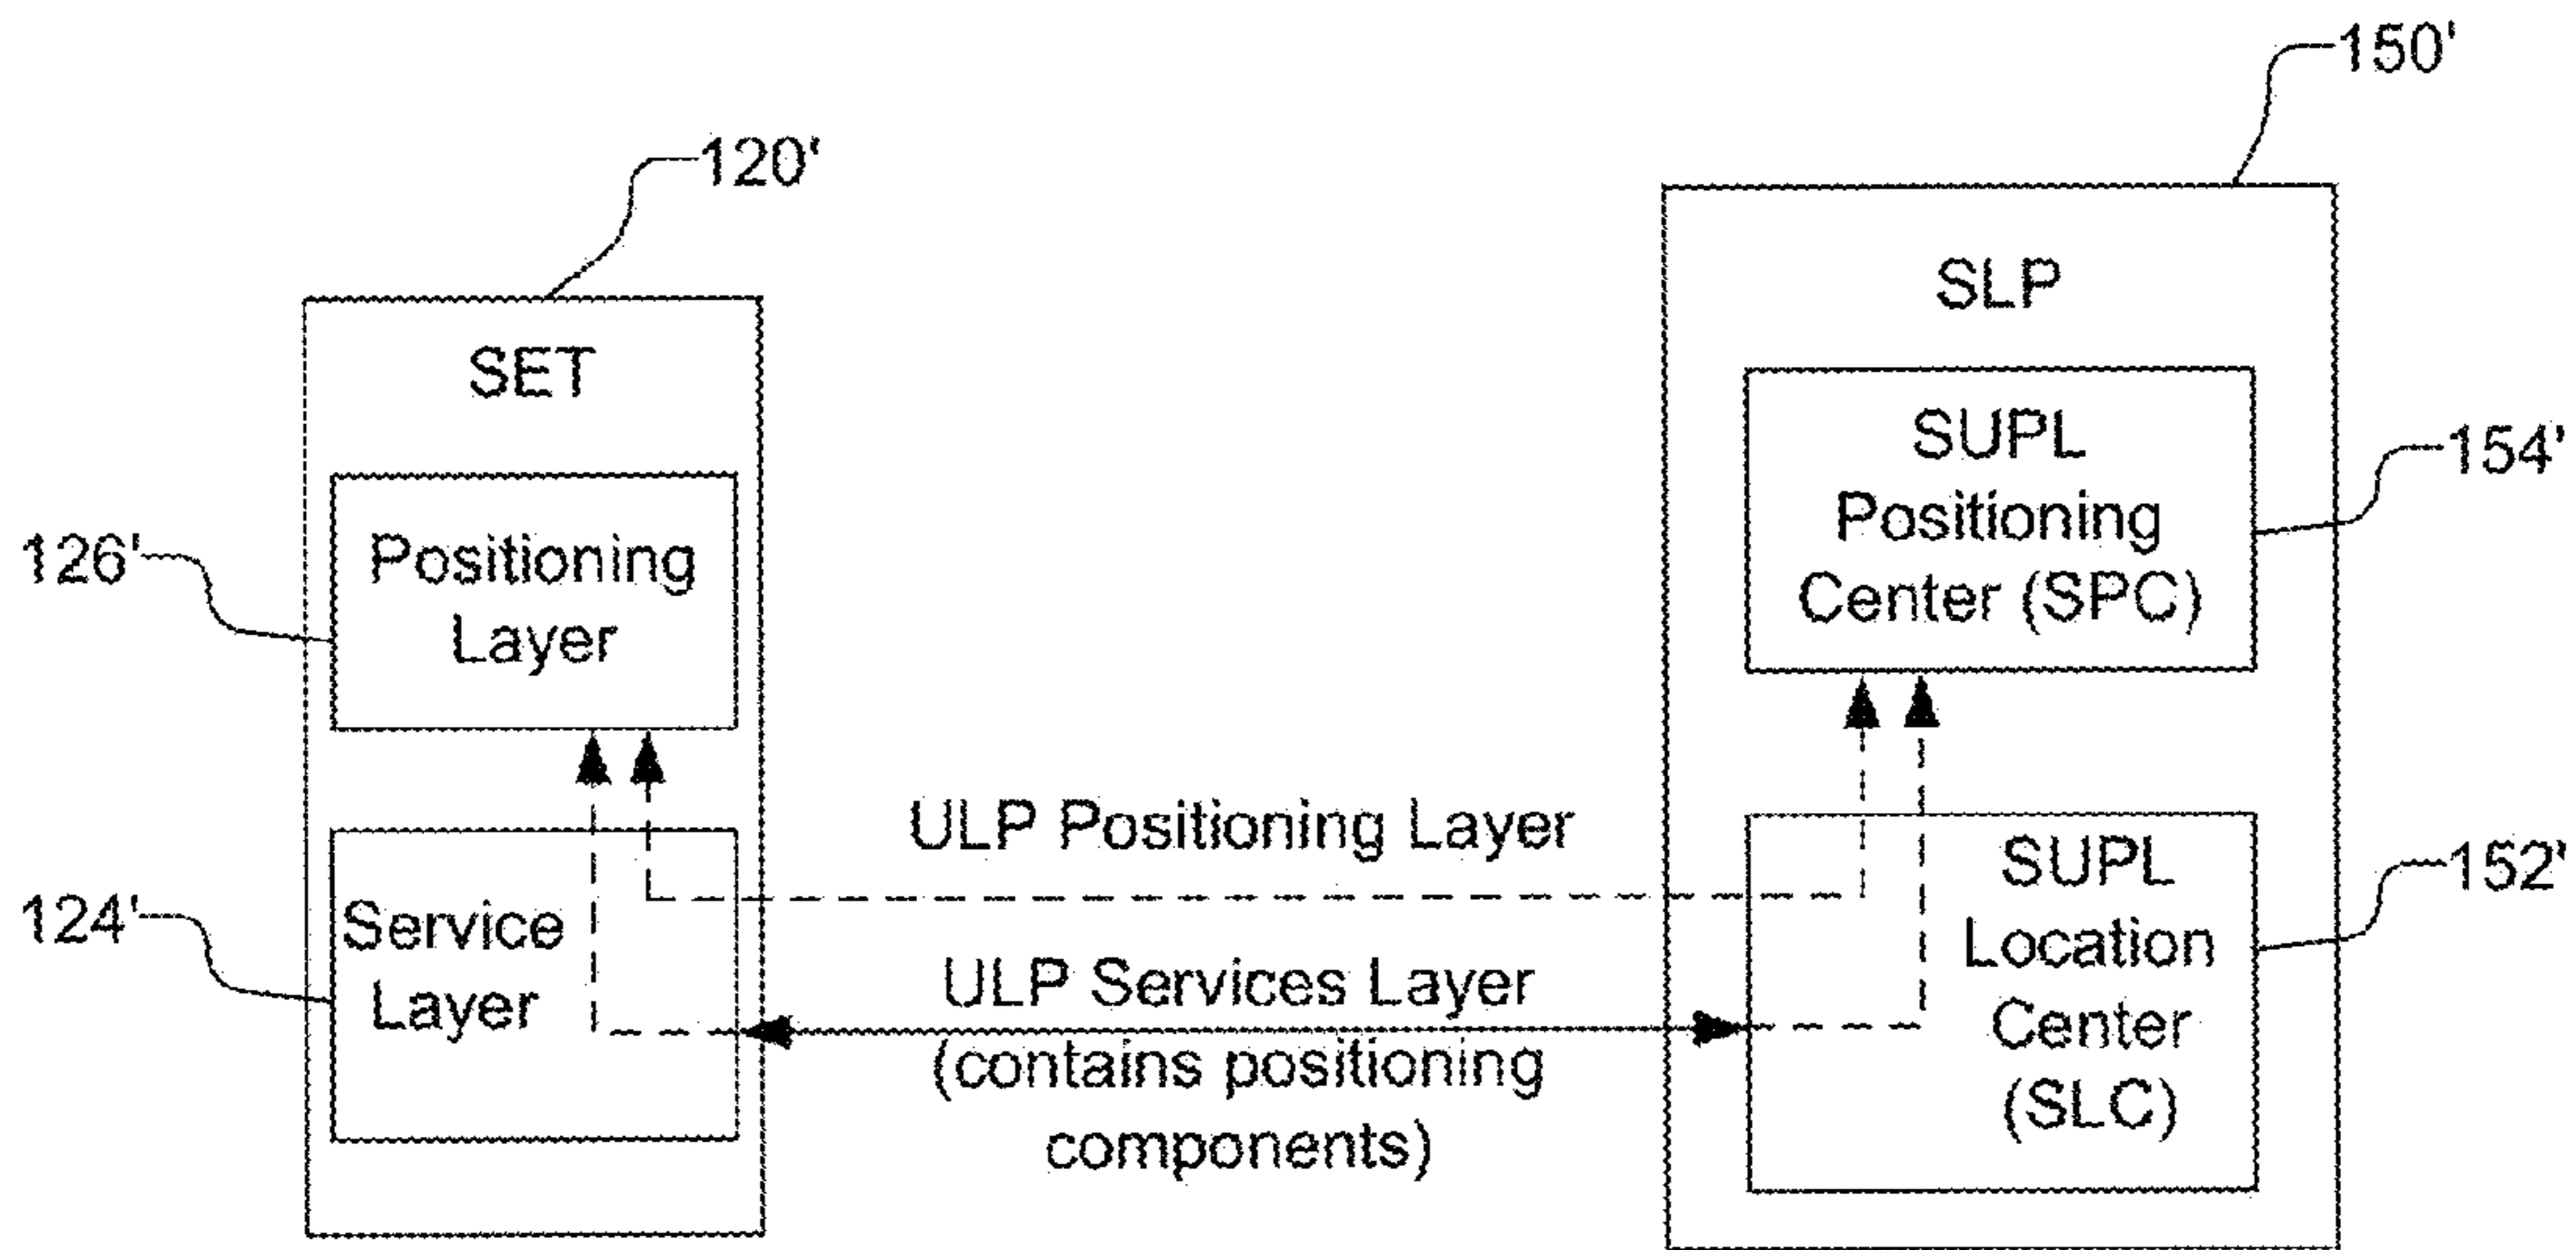 150'
120'
SLP
SET
SUPL
Positioning
Center (SPC)
154'
126'
Positioning
Layer
ULP Positioning Layer
124'
Service
Layer
SUPL
Location
Center
(SLC)
152'
ULP Services Layer
(contains positioning
components)